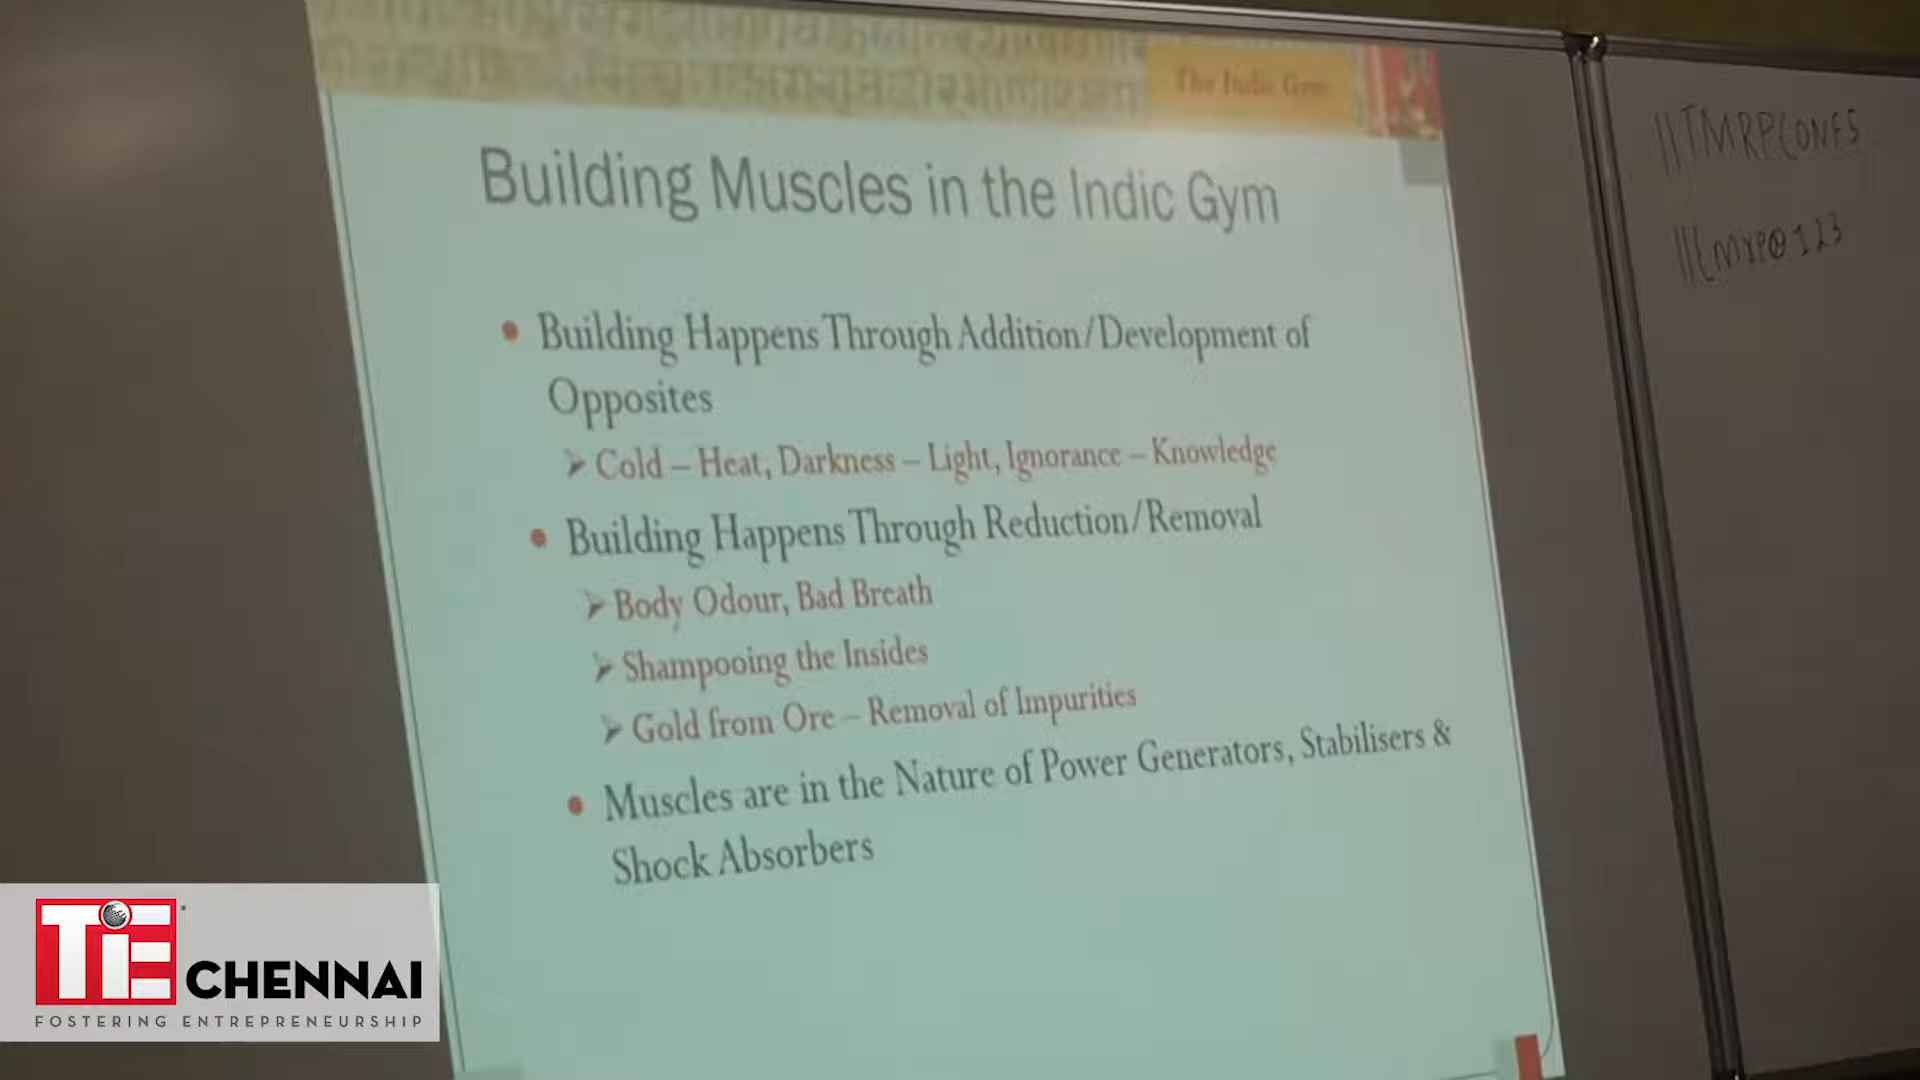 The Indic Gym
Building Muscles in the Indic Gym
• Building Happens Through Addition/Development of
Opposites
➢ Cold – Heat, Darkness – Light, Ignorance – Knowledge
• Building Happens Through Reduction/Removal
➢ Body Odour, Bad Breath
➢ Shampooing the Insides
➢ Gold from Ore – Removal of Impurities
• Muscles are in the Nature of Power Generators, Stabilisers &
Shock Absorbers
TiE CHENNAI
FOSTERING ENTREPRENEURSHIP